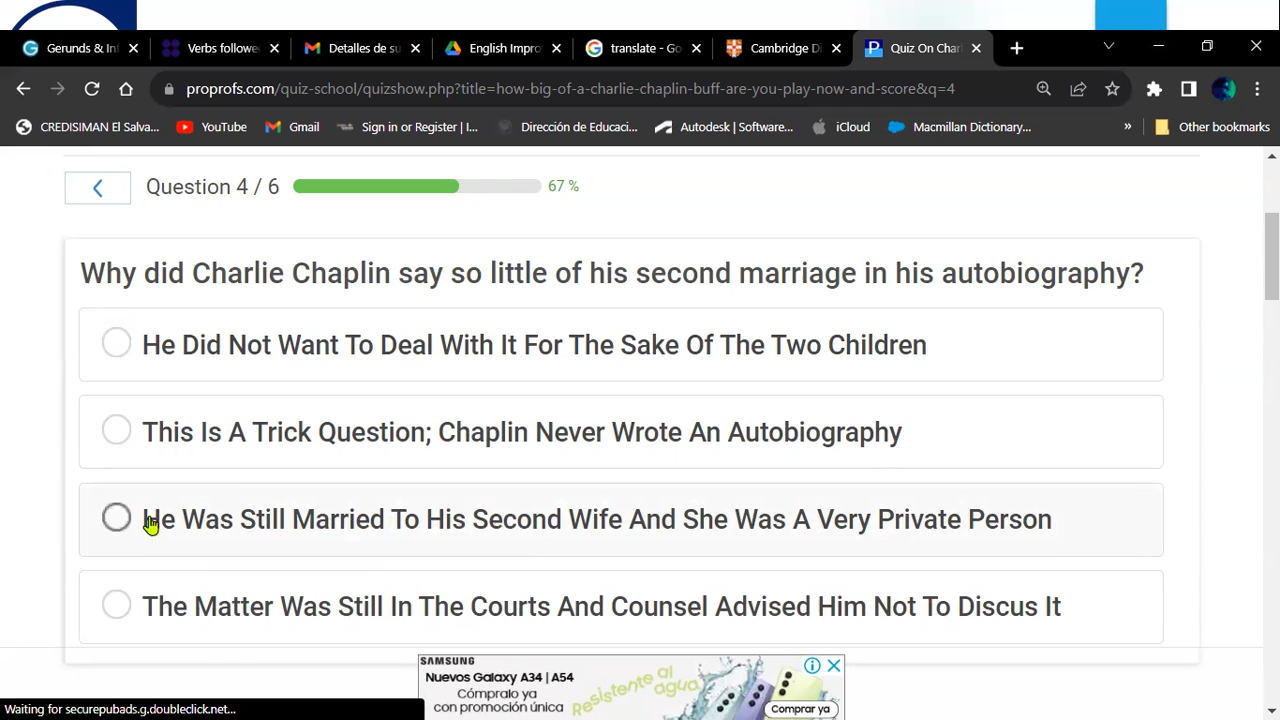 Gerunds & Inf
Verbs followe
Detalles de su
English Impro
translate - Go
Cambridge Di
Quiz On Charl
proprofs.com/quiz-school/quizshow.php?title=how-big-of-a-charlie-chaplin-buff-are-you-play-now-and-score&q=4
CREDISIMAN El Salva...
YouTube
Gmail
Sign in or Register | I...
Dirección de Educaci...
Autodesk | Software...
iCloud
Macmillan Dictionary...
»
Other bookmarks
Question 4 / 6
67 %
Why did Charlie Chaplin say so little of his second marriage in his autobiography?
He Did Not Want To Deal With It For The Sake Of The Two Children
This Is A Trick Question; Chaplin Never Wrote An Autobiography
He Was Still Married To His Second Wife And She Was A Very Private Person
The Matter Was Still In The Courts And Counsel Advised Him Not To Discus It
SAMSUNG
Nuevos Galaxy A34 | A54
Cómpralo ya
con promoción única
Resistente al agua
Comprar ya
Waiting for securepubads.g.doubleclick.net...